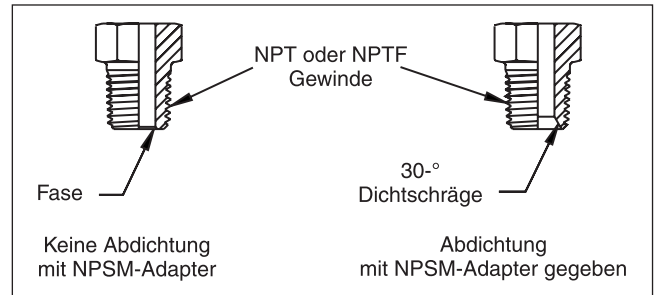 NPT oder NPTF
Gewinde
Fase
30-°
Dichtschräge
Keine Abdichtung
mit NPSM-Adapter
Abdichtung
mit NPSM-Adapter gegeben